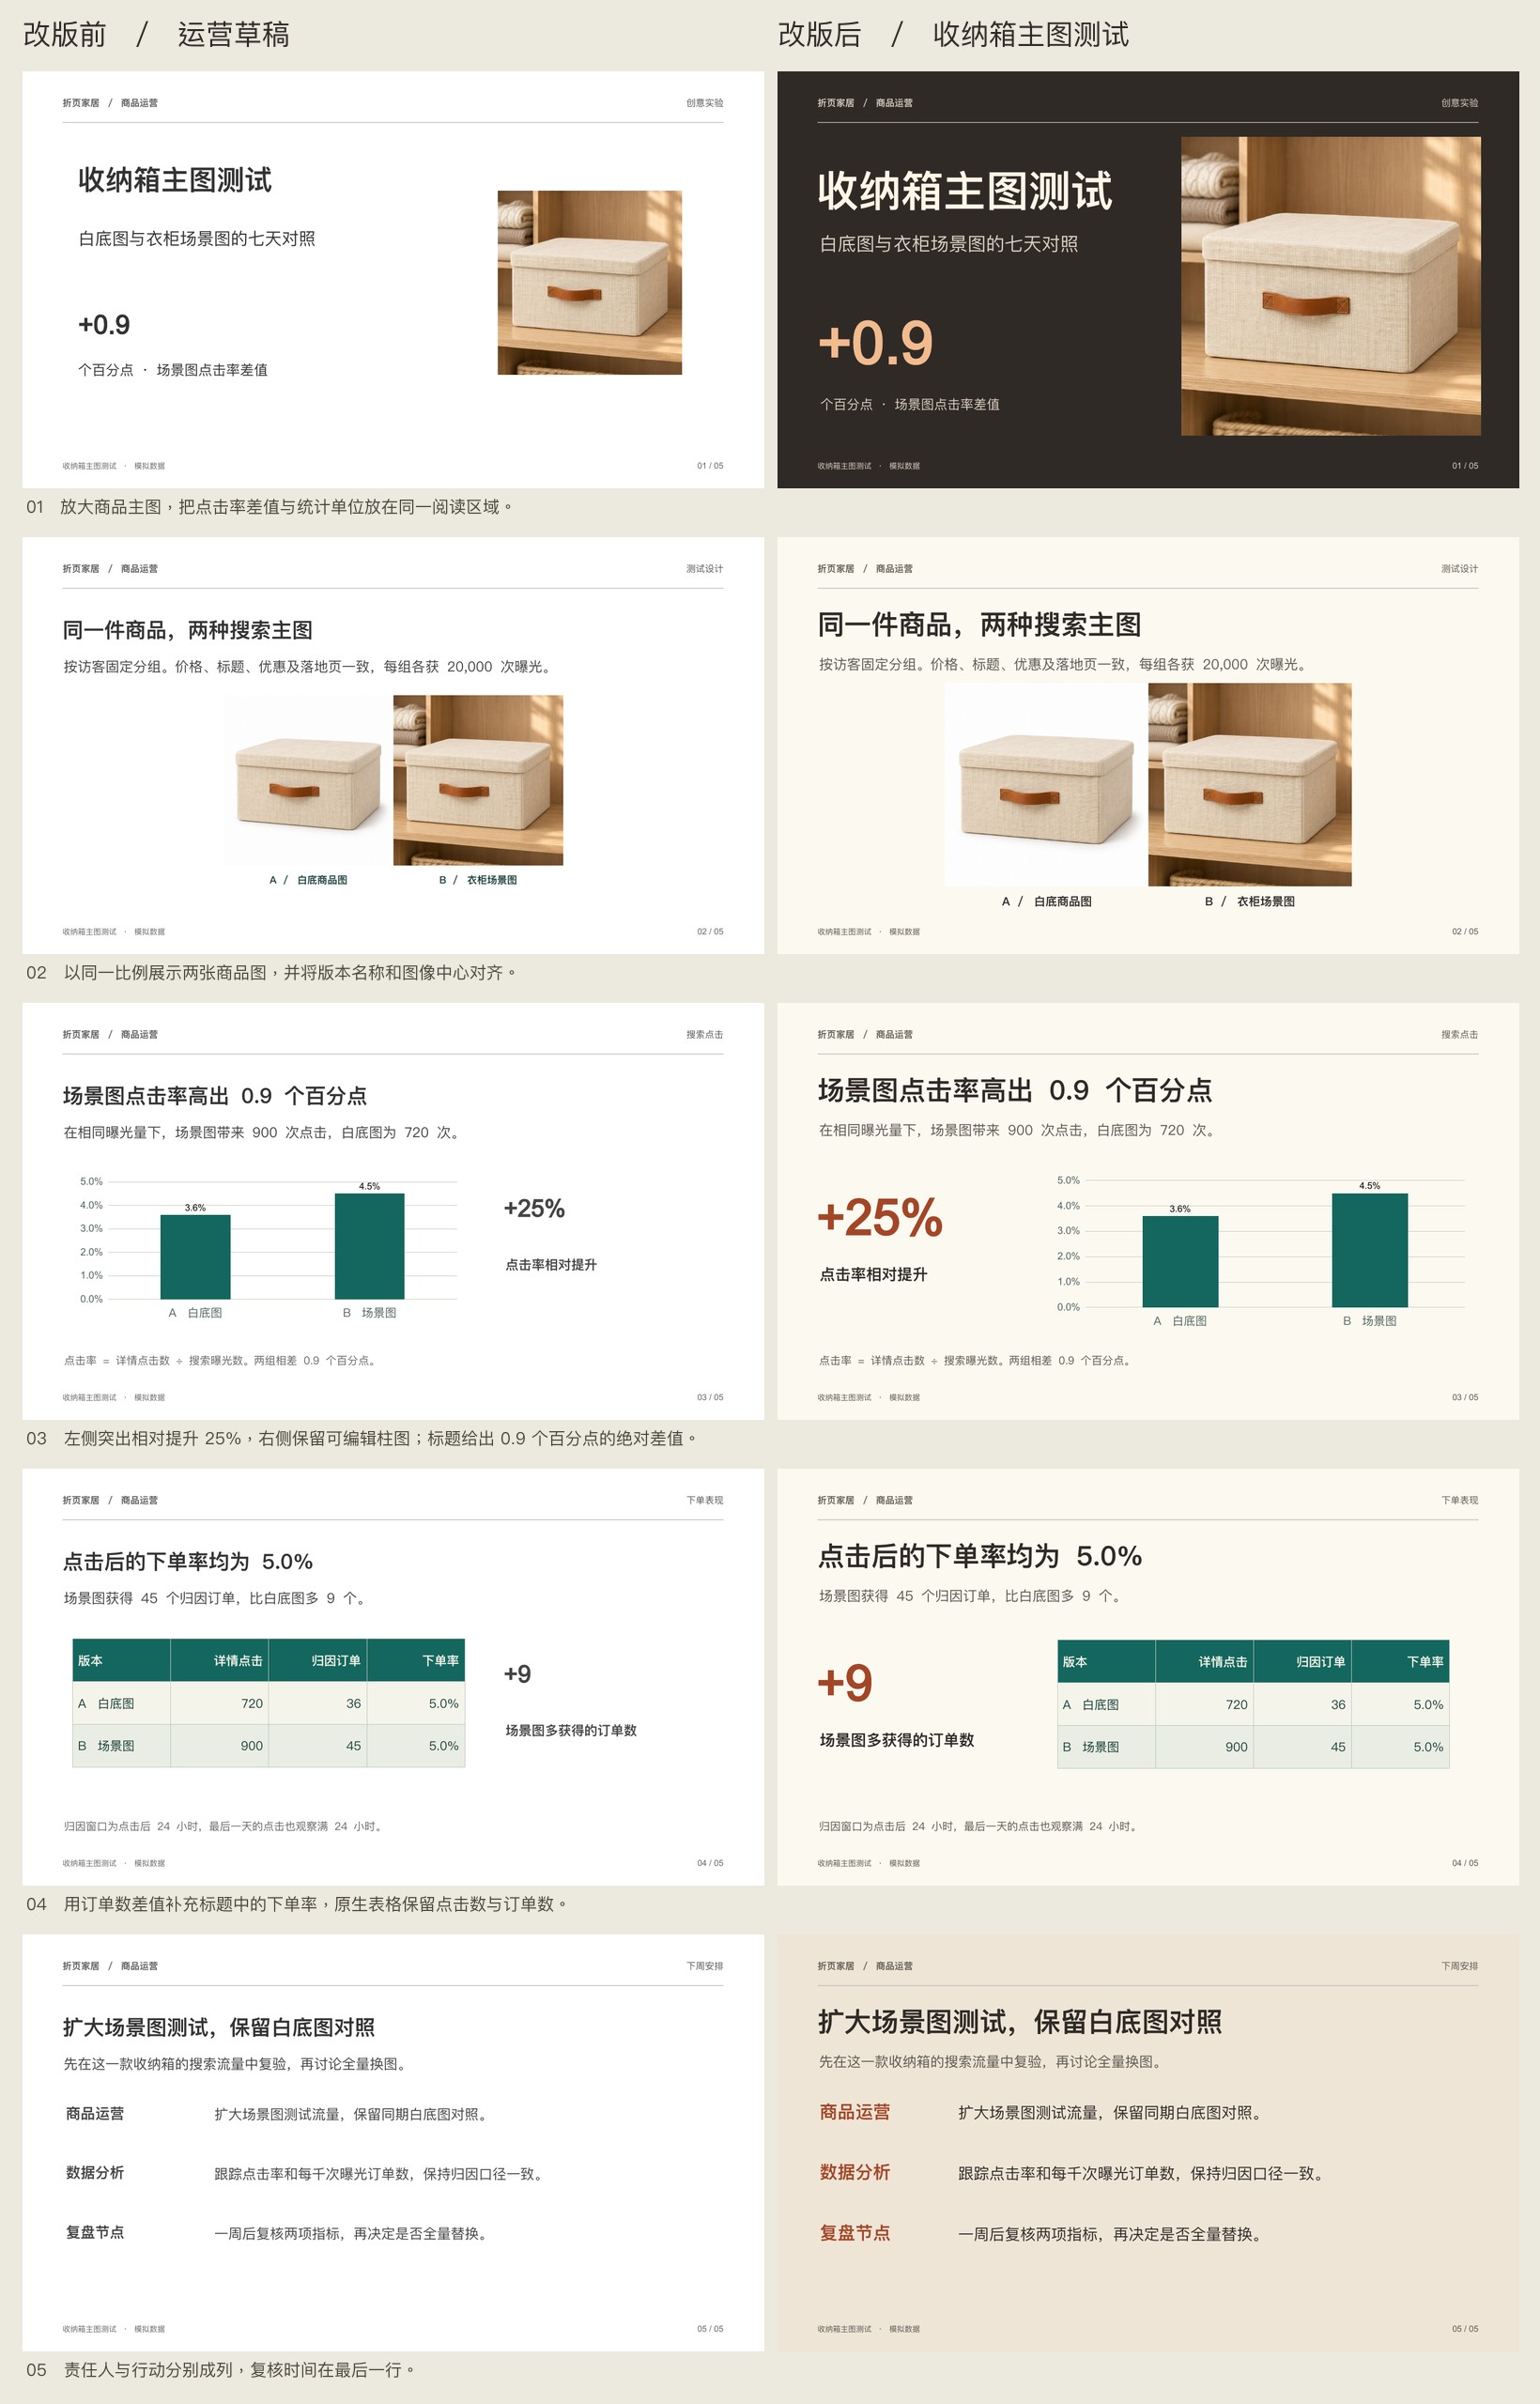 改版前 / 运营草稿
改版后 / 收纳箱主图测试
折页家居 / 商品运营
创意实验
收纳箱主图测试
白底图与衣柜场景图的七天对照
+0.9
个百分点 · 场景图点击率差值
收纳箱主图测试 · 模拟数据
01 / 05
折页家居 / 商品运营
创意实验
收纳箱主图测试
白底图与衣柜场景图的七天对照
+0.9
个百分点 · 场景图点击率差值
收纳箱主图测试 · 模拟数据
01 / 05
01 放大商品主图，把点击率差值与统计单位放在同一阅读区域。
折页家居 / 商品运营
测试设计
同一件商品，两种搜索主图
按访客固定分组。价格、标题、优惠及落地页一致，每组各获 20,000 次曝光。
A / 白底商品图
B / 衣柜场景图
收纳箱主图测试 · 模拟数据
02 / 05
折页家居 / 商品运营
测试设计
同一件商品，两种搜索主图
按访客固定分组。价格、标题、优惠及落地页一致，每组各获 20,000 次曝光。
A / 白底商品图
B / 衣柜场景图
收纳箱主图测试 · 模拟数据
02 / 05
02 以同一比例展示两张商品图，并将版本名称和图像中心对齐。
折页家居 / 商品运营
搜索点击
场景图点击率高出 0.9 个百分点
在相同曝光量下，场景图带来 900 次点击，白底图为 720 次。
5.0%
4.0%
3.0%
2.0%
1.0%
0.0%
3.6%
4.5%
A 白底图
B 场景图
+25%
点击率相对提升
点击率 = 详情点击数 ÷ 搜索曝光数。两组相差 0.9 个百分点。
收纳箱主图测试 · 模拟数据
03 / 05
折页家居 / 商品运营
搜索点击
场景图点击率高出 0.9 个百分点
在相同曝光量下，场景图带来 900 次点击，白底图为 720 次。
+25%
点击率相对提升
5.0%
4.0%
3.0%
2.0%
1.0%
0.0%
3.6%
4.5%
A 白底图
B 场景图
点击率 = 详情点击数 ÷ 搜索曝光数。两组相差 0.9 个百分点。
收纳箱主图测试 · 模拟数据
03 / 05
03 左侧突出相对提升 25%，右侧保留可编辑柱图；标题给出 0.9 个百分点的绝对差值。
折页家居 / 商品运营
下单表现
点击后的下单率均为 5.0%
场景图获得 45 个归因订单，比白底图多 9 个。
版本 详情点击 归因订单 下单率
A 白底图 720 36 5.0%
B 场景图 900 45 5.0%
+9
场景图多获得的订单数
归因窗口为点击后 24 小时，最后一天的点击也观察满 24 小时。
收纳箱主图测试 · 模拟数据
04 / 05
折页家居 / 商品运营
下单表现
点击后的下单率均为 5.0%
场景图获得 45 个归因订单，比白底图多 9 个。
+9
场景图多获得的订单数
版本 详情点击 归因订单 下单率
A 白底图 720 36 5.0%
B 场景图 900 45 5.0%
归因窗口为点击后 24 小时，最后一天的点击也观察满 24 小时。
收纳箱主图测试 · 模拟数据
04 / 05
04 用订单数差值补充标题中的下单率，原生表格保留点击数与订单数。
折页家居 / 商品运营
下周安排
扩大场景图测试，保留白底图对照
先在这一款收纳箱的搜索流量中复验，再讨论全量换图。
商品运营 扩大场景图测试流量，保留同期白底图对照。
数据分析 跟踪点击率和每千次曝光订单数，保持归因口径一致。
复盘节点 一周后复核两项指标，再决定是否全量替换。
收纳箱主图测试 · 模拟数据
05 / 05
折页家居 / 商品运营
下周安排
扩大场景图测试，保留白底图对照
先在这一款收纳箱的搜索流量中复验，再讨论全量换图。
商品运营 扩大场景图测试流量，保留同期白底图对照。
数据分析 跟踪点击率和每千次曝光订单数，保持归因口径一致。
复盘节点 一周后复核两项指标，再决定是否全量替换。
收纳箱主图测试 · 模拟数据
05 / 05
05 责任人与行动分别成列，复核时间在最后一行。